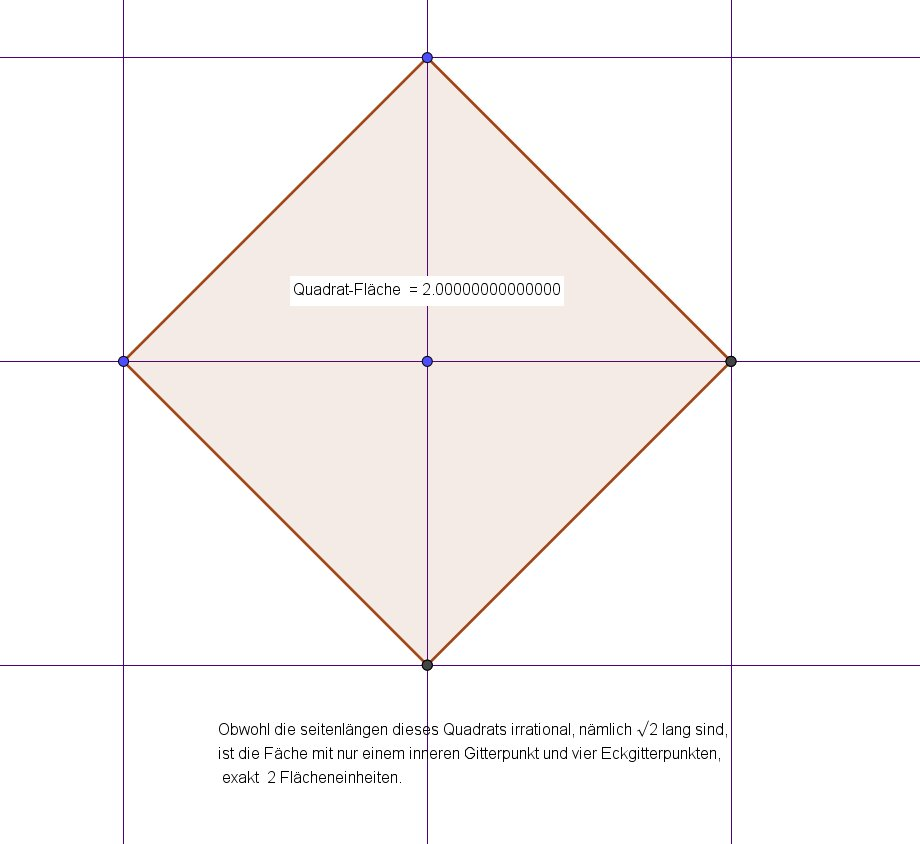 Quadrat-Fläche = 2.00000000000000
Obwohl die seitenlängen dieses Quadrats irrational, nämlich √2 lang sind,
ist die Fäche mit nur einem inneren Gitterpunkt und vier Eckgitterpunkten,
exakt 2 Flächeneinheiten.